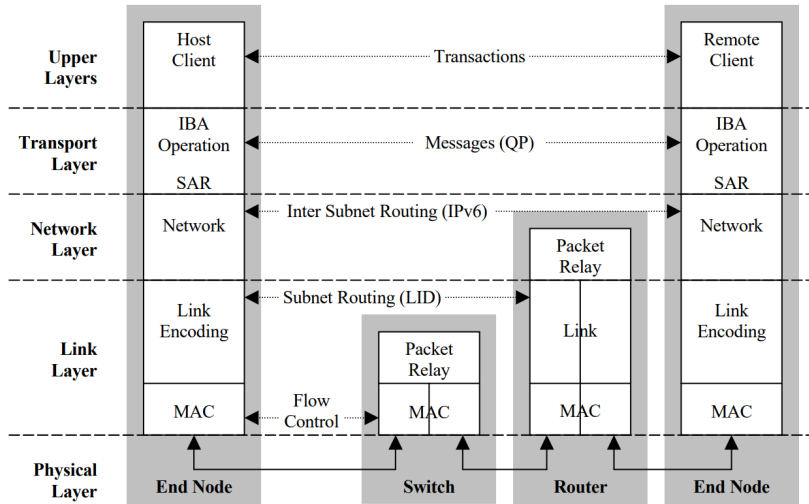 Upper
Layers
Host
Client
Transactions
Remote
Client
Transport
Layer
IBA
Operation
SAR
Messages (QP)
IBA
Operation
SAR
Network
Layer
Network
Inter Subnet Routing (IPv6)
Packet
Relay
Network
Link
Layer
Link
Encoding
Subnet Routing (LID)
Link
Link
Encoding
Packet
Relay
MAC
Flow
Control
MAC
MAC
MAC
Physical
Layer
End Node
Switch
Router
End Node